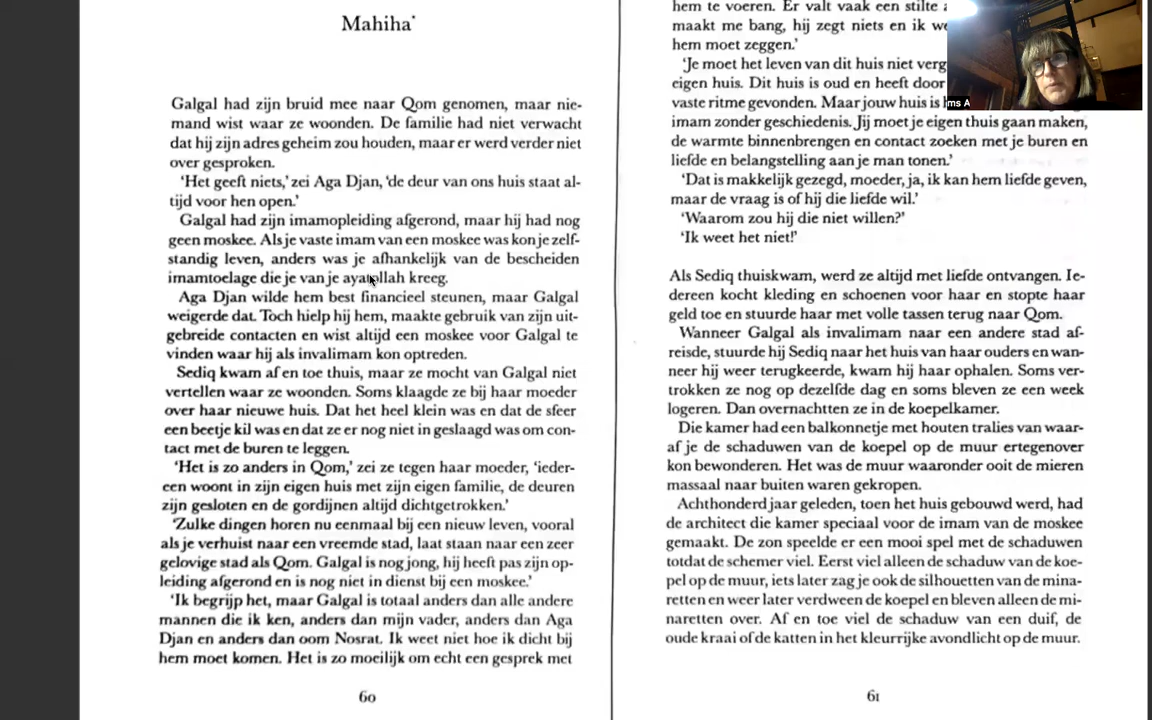 Mahiha*
Galgal had zijn bruid mee naar Qom genomen, maar nie-
mand wist waar ze woonden. De familie had niet verwacht
dat hij zijn adres geheim zou houden, maar er werd verder niet
over gesproken.
‘Het geeft niets,’ zei Aga Djan, ‘de deur van ons huis staat al-
tijd voor hen open.’
Galgal had zijn imamopleiding afgerond, maar hij had nog
geen moskee. Als je vaste imam van een moskee was kon je zelf-
standig leven, anders was je afhankelijk van de bescheiden
imamtoelage die je van je ayatollah kreeg.
Aga Djan wilde hem best financieel steunen, maar Galgal
weigerde dat. Toch hielp hij hem, maakte gebruik van zijn uit-
gebreide contacten en wist altijd een moskee voor Galgal te
vinden waar hij als invalimam kon optreden.
Sediq kwam af en toe thuis, maar ze mocht van Galgal niet
vertellen waar ze woonden. Soms klaagde ze bij haar moeder
over haar nieuwe huis. Dat het heel klein was en dat de sfeer
een beetje kil was en dat ze er nog niet in geslaagd was om con-
tact met de buren te leggen.
‘Het is zo anders in Qom,’ zei ze tegen haar moeder, ‘ieder-
een woont in zijn eigen huis met zijn eigen familie, de deuren
zijn gesloten en de gordijnen altijd dichtgetrokken.’
‘Zulke dingen horen nu eenmaal bij een nieuw leven, vooral
als je verhuist naar een vreemde stad, laat staan naar een zeer
gelovige stad als Qom. Galgal is nog jong, hij heeft pas zijn op-
leiding afgerond en is nog niet in dienst bij een moskee.’
‘Ik begrijp het, maar Galgal is totaal anders dan alle andere
mannen die ik ken, anders dan mijn vader, anders dan Aga
Djan en anders dan oom Nosrat. Ik weet niet hoe ik dicht bij
hem moet komen. Het is zo moeilijk om echt een gesprek met
60
hem te voeren. Er valt vaak een stilte
maakt me bang, hij zegt niets en ik
hem moet zeggen.’
‘Je moet het leven van dit huis niet
eigen huis. Dit huis is oud en heeft door
vaste ritme gevonden. Maar jouw huis is
imam zonder geschiedenis. Jij moet je eigen thuis gaan maken,
de warmte binnenbrengen en contact zoeken met je buren en
liefde en belangstelling aan je man tonen.’
‘Dat is makkelijk gezegd, moeder, ja, ik kan hem liefde geven,
maar de vraag is of hij die liefde wil.’
‘Waarom zou hij die niet willen?’
‘Ik weet het niet!’
Als Sediq thuiskwam, werd ze altijd met liefde ontvangen. Ie-
dereen kocht kleding en schoenen voor haar en stopte haar
geld toe en stuurde haar met volle tassen terug naar Qom.
Wanneer Galgal als invalimam naar een andere stad af-
reisde, stuurde hij Sediq naar het huis van haar ouders en wan-
neer hij weer terugkeerde, kwam hij haar ophalen. Soms ver-
trokken ze nog op dezelfde dag en soms bleven ze een week
logeren. Dan overnachtten ze in de koepelkamer.
Die kamer had een balkonnetje met houten tralies van waar-
af je de schaduwen van de koepel op de muur ertegenover
kon bewonderen. Het was de muur waaronder ooit de mieren
massaal naar buiten waren gekropen.
Achthonderd jaar geleden, toen het huis gebouwd werd, had
de architect die kamer speciaal voor de imam van de moskee
gemaakt. De zon speelde er een mooi spel met de schaduwen
totdat de schemer viel. Eerst viel alleen de schaduw van de koe-
pel op de muur, iets later zag je ook de silhouetten van de mina-
retten en weer later verdween de koepel en bleven alleen de mi-
naretten over. Af en toe viel de schaduw van een duif, de
oude kraai of de katten in het kleurrijke avondlicht op de muur.
61
ms A